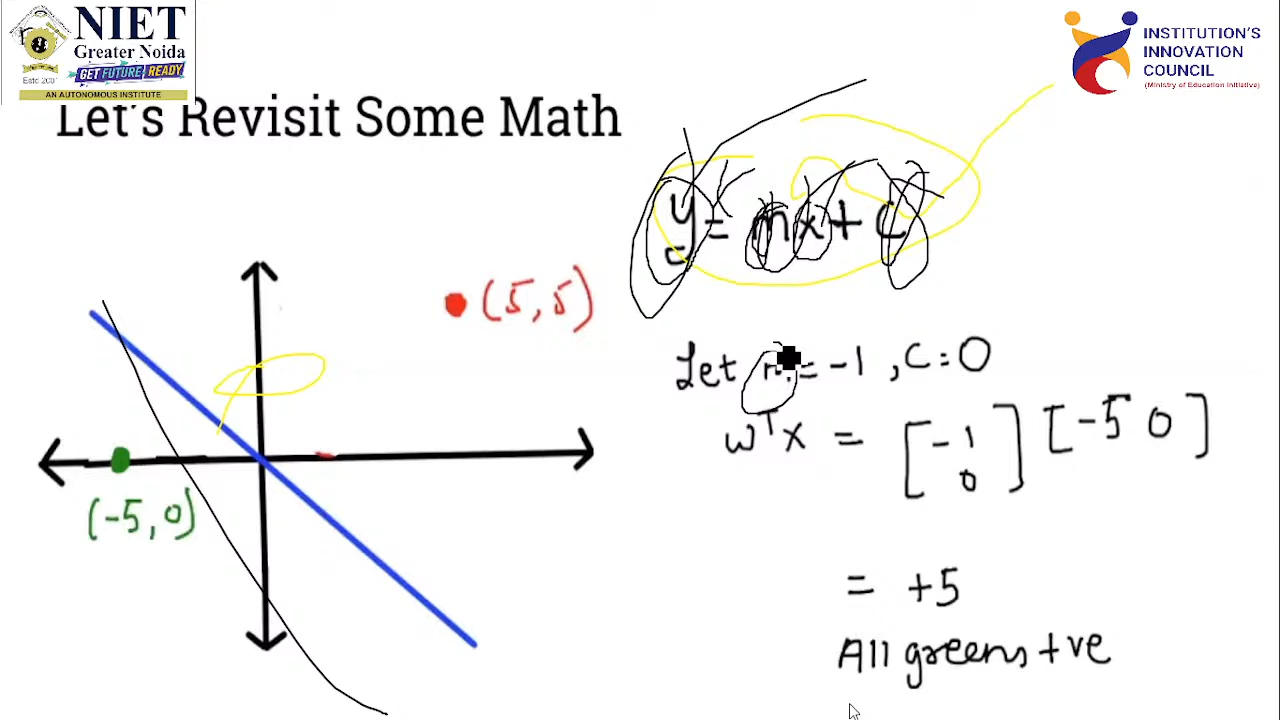 NIET
Greater Noida
GET FUTURE READY
AN AUTONOMOUS INSTITUTE
INSTITUTION'S
INNOVATION
COUNCIL
(Ministry of Education Initiative)
Let's Revisit Some Math
y = mx + c
(5,5)
(-5,0)
Let m = -1 , C = 0
w^T x = [-1 0] [-5 0]
= +5
All greens +ve